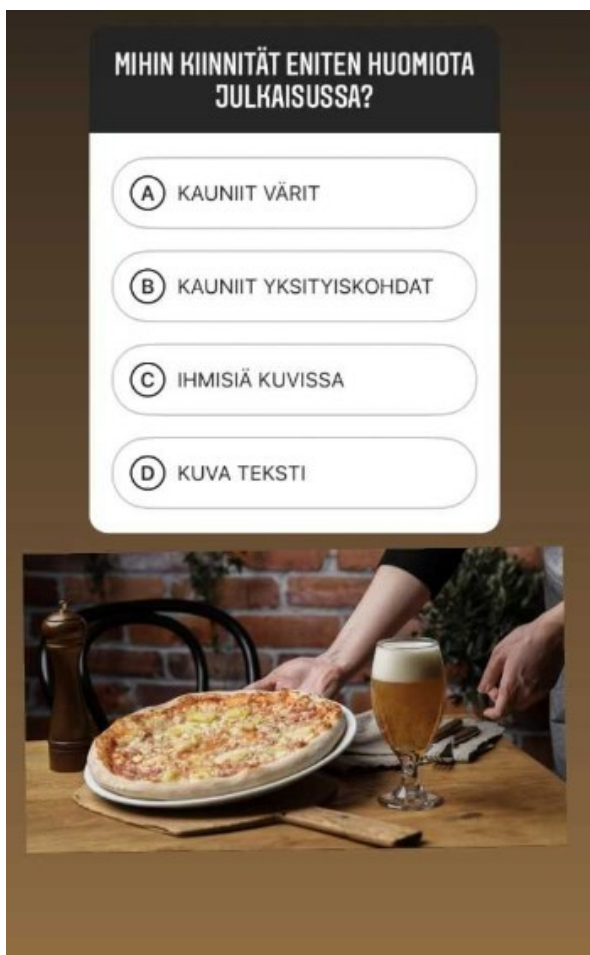 MIHIN KIINNITÄT ENITEN HUOMIOTA
JULKAISUSSA?
A KAUNIIT VÄRIT
B KAUNIIT YKSITYISKOHDAT
C IHMISIÄ KUVISSA
D KUVA TEKSTI